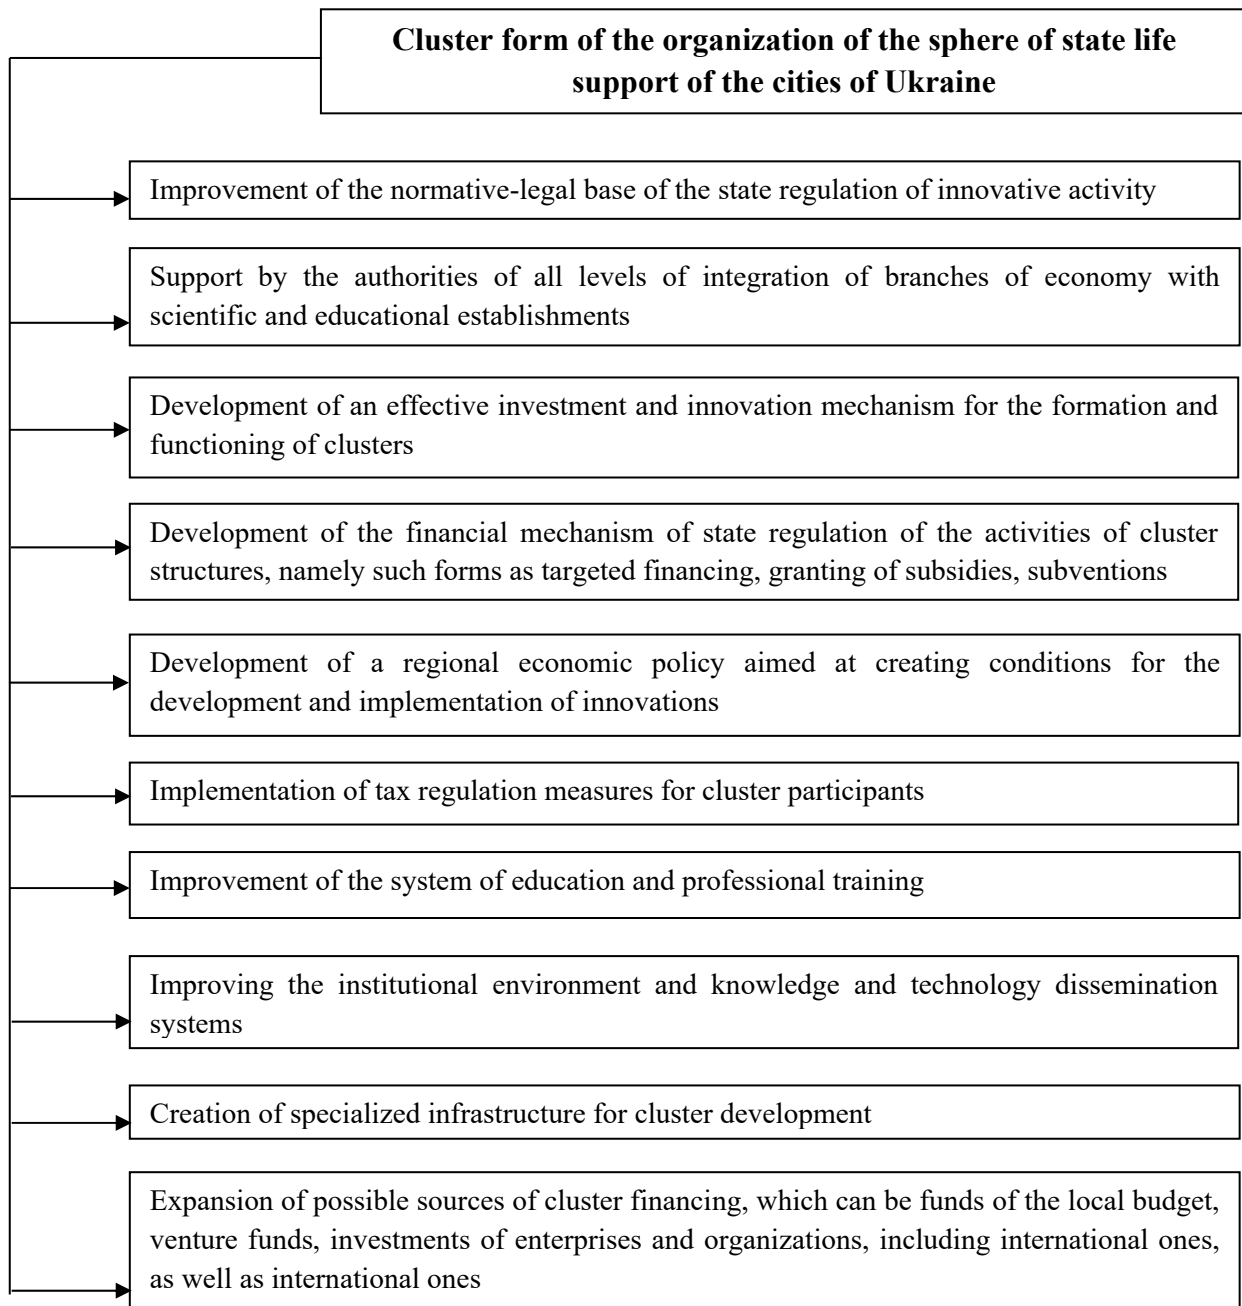 Cluster form of the organization of the sphere of state life
support of the cities of Ukraine
Improvement of the normative-legal base of the state regulation of innovative activity
Support by the authorities of all levels of integration of branches of economy with
scientific and educational establishments
Development of an effective investment and innovation mechanism for the formation and
functioning of clusters
Development of the financial mechanism of state regulation of the activities of cluster
structures, namely such forms as targeted financing, granting of subsidies, subventions
Development of a regional economic policy aimed at creating conditions for the
development and implementation of innovations
Implementation of tax regulation measures for cluster participants
Improvement of the system of education and professional training
Improving the institutional environment and knowledge and technology dissemination
systems
Creation of specialized infrastructure for cluster development
Expansion of possible sources of cluster financing, which can be funds of the local budget,
venture funds, investments of enterprises and organizations, including international ones,
as well as international ones